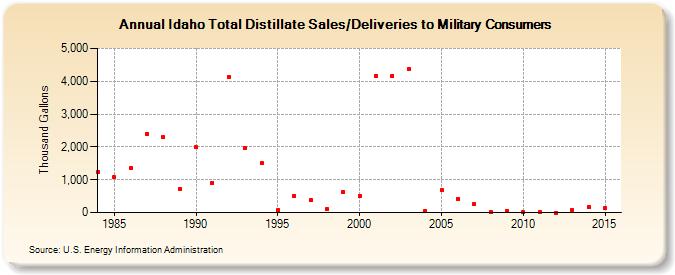 Annual Idaho Total Distillate Sales/Deliveries to Military Consumers
Thousand Gallons
5,000
4,000
3,000
2,000
1,000
0
1985 1990 1995 2000 2005 2010 2015
Source: U.S. Energy Information Administration